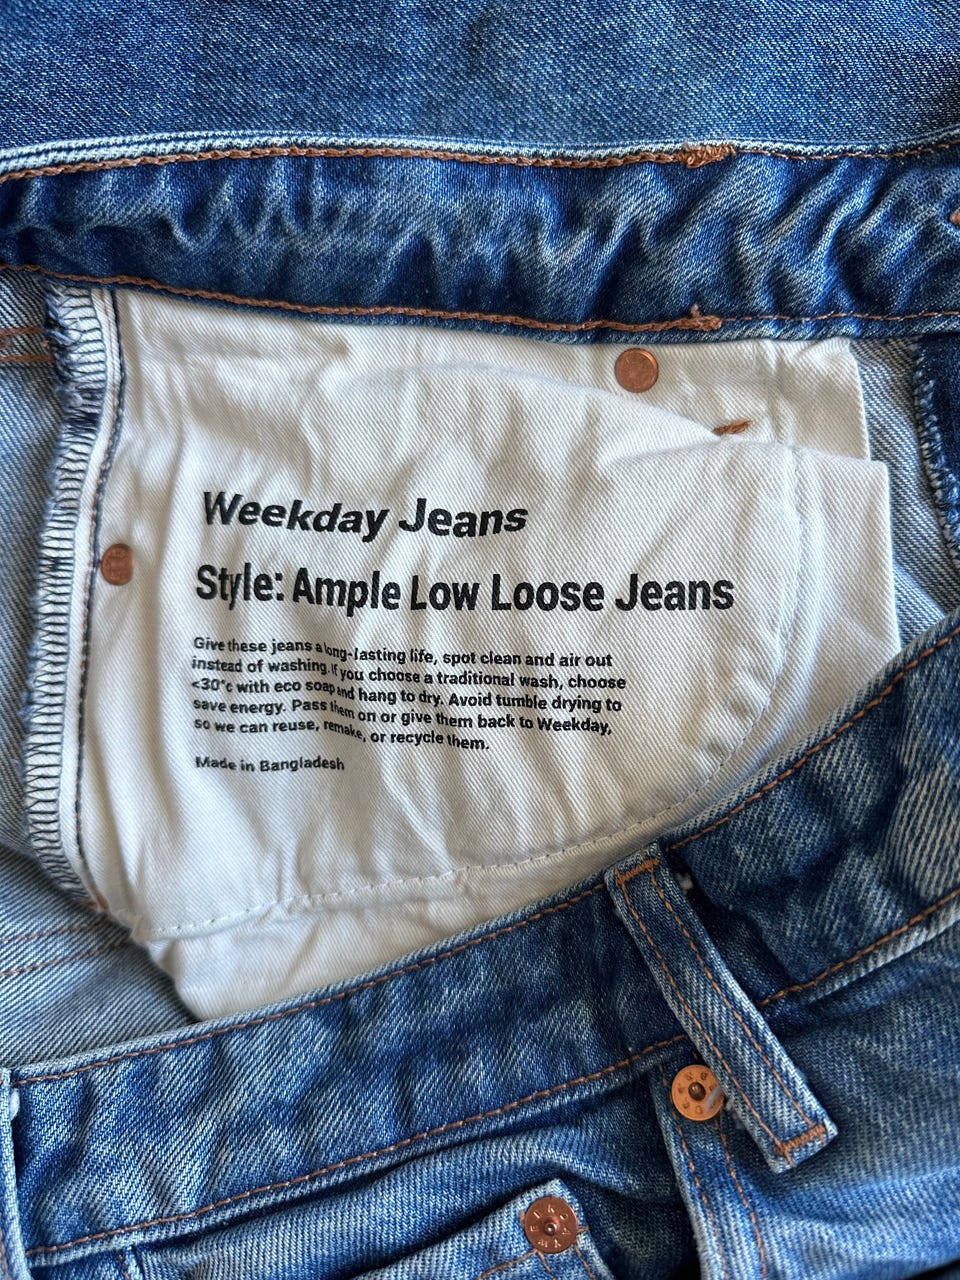 Weekday Jeans
Style: Ample Low Loose Jeans
Give these jeans a long-lasting life, spot clean and air out
instead of washing. If you choose a traditional wash, choose
<30°c with eco soap and hang to dry. Avoid tumble drying to
save energy. Pass them on or give them back to Weekday,
so we can reuse, remake, or recycle them.
Made in Bangladesh